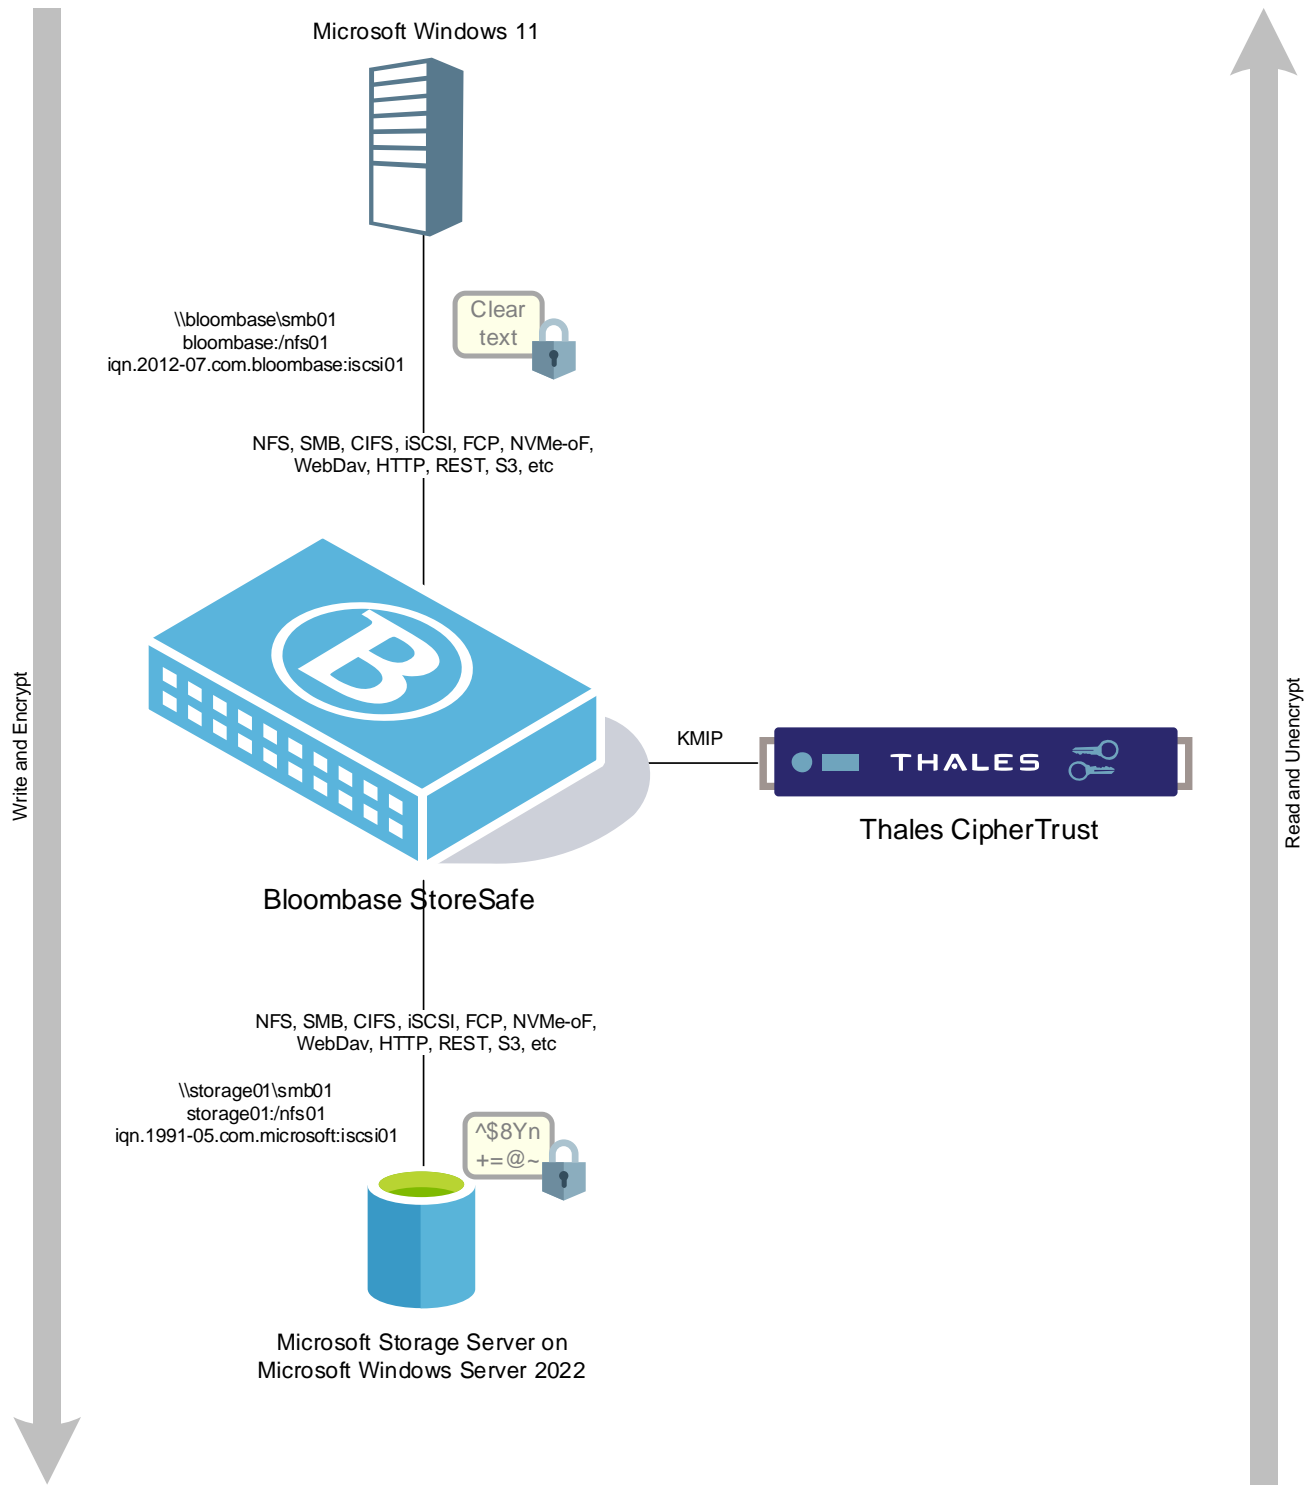 Microsoft Windows 11
Clear
text
\\bloombase\smb01
bloombase:/nfs01
iqn.2012-07.com.bloombase:iscsi01
NFS, SMB, CIFS, iSCSI, FCP, NVMe-oF,
WebDav, HTTP, REST, S3, etc
B
Write and Encrypt
Read and Unencrypt
KMIP
THALES
Thales CipherTrust
Bloombase StoreSafe
NFS, SMB, CIFS, iSCSI, FCP, NVMe-oF,
WebDav, HTTP, REST, S3, etc
\\storage01\smb01
storage01:/nfs01
iqn.1991-05.com.microsoft:iscsi01
^$8Yn
+=@~
Microsoft Storage Server on
Microsoft Windows Server 2022